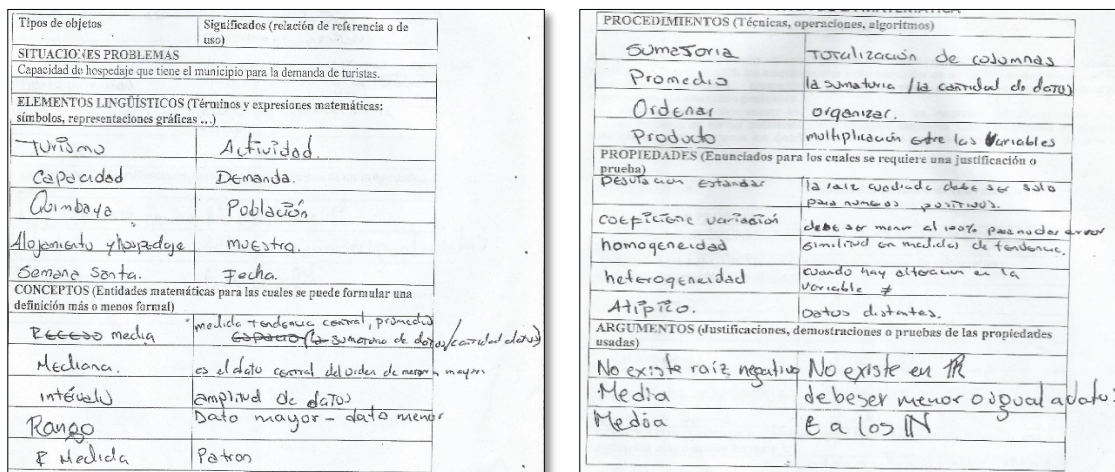 Tipos de objetos Significados (relación de referencia o de uso)
SITUACIONES PROBLEMAS
Capacidad de hospedaje que tiene el municipio para la demanda de turistas.
ELEMENTOS LINGÜÍSTICOS (Términos y expresiones matemáticas:
símbolos, representaciones gráficas ...)
Turismo Actividad.
Capacidad Demanda.
Quimbaya Población
Alojamiento y hospedaje muestra.
Semana Santa. Fecha.
CONCEPTOS (Entidades matemáticas para las cuales se puede formular una
definición más o menos formal)
media medida tendencia central, promedio
(la sumatoria de datos/cantidad datos)
Mediana. es el dato central del orden de menor a mayor
intérvalo amplitud de datos
Rango Dato mayor - dato menor
Medida Patron
PROCEDIMIENTOS (Técnicas, operaciones, algoritmos)
Sumatoria Totalización de columnas
Promedio la sumatoria / la cantidad de datos
Ordenar organizar.
Producto multiplicación entre las variables
PROPIEDADES (Enunciados para los cuales se requiere una justificación o
prueba)
Estandar la raiz cuadrada debe ser solo
para numeros positivos.
coeficiene variación debe ser menor al 100% para no dar error
homogeneidad similitud en medidas de tendencia.
heterogeneidad cuando hay alteracion en la
variable ≠
Atípico. Datos distantes.
ARGUMENTOS (Justificaciones, demostraciones o pruebas de las propiedades
usadas)
No existe raíz negativa No existe en ℝ
Media debe ser menor o igual a datos
Media E a los ℕ